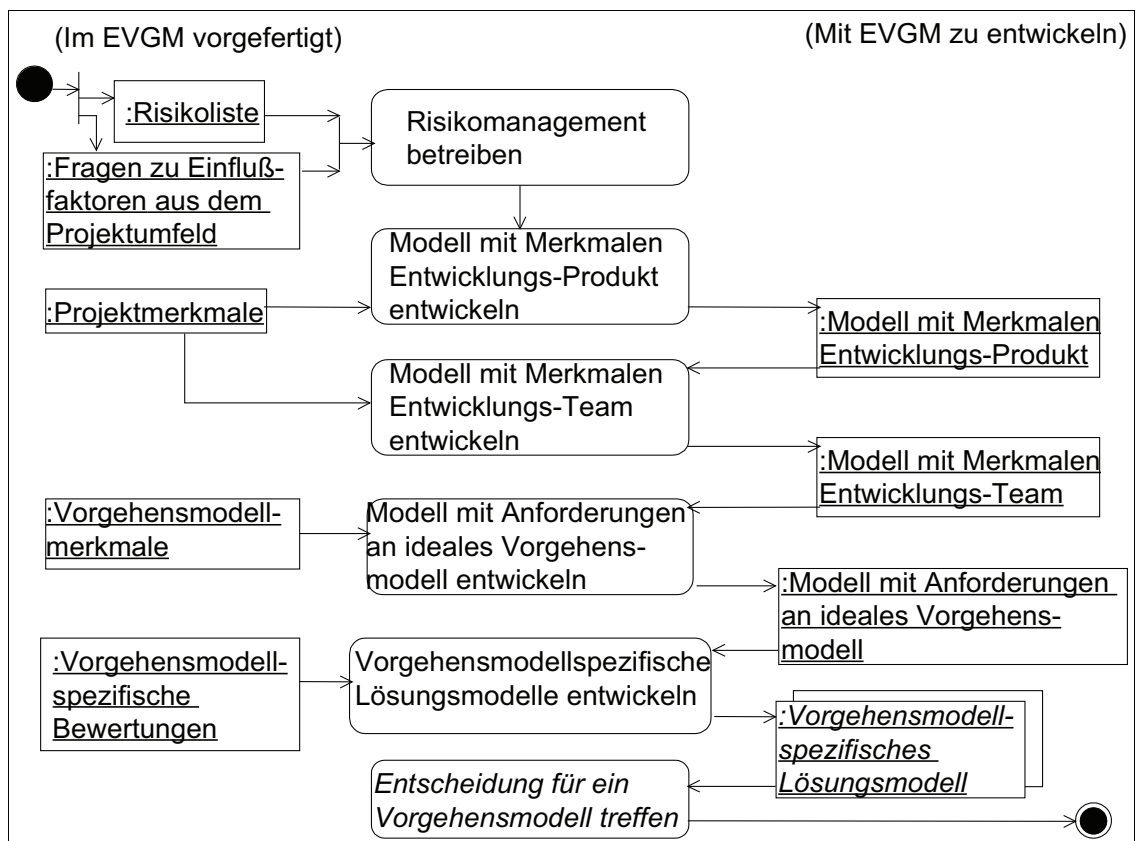 (Im EVGM vorgefertigt)
(Mit EVGM zu entwickeln)
:Risikoliste
Risikomanagement
betreiben
:Fragen zu Einfluß-
faktoren aus dem
Projektumfeld
Modell mit Merkmalen
Entwicklungs-Produkt
entwickeln
:Projektmerkmale
:Modell mit Merkmalen
Entwicklungs-Produkt
Modell mit Merkmalen
Entwicklungs-Team
entwickeln
:Modell mit Merkmalen
Entwicklungs-Team
:Vorgehensmodell-
merkmale
Modell mit Anforderungen
an ideales Vorgehens-
modell entwickeln
:Modell mit Anforderungen
an ideales Vorgehens-
modell
:Vorgehensmodell-
spezifische
Bewertungen
Vorgehensmodellspezifische
Lösungsmodelle entwickeln
:Vorgehensmodell-
spezifisches
Lösungsmodell
Entscheidung für ein
Vorgehensmodell treffen